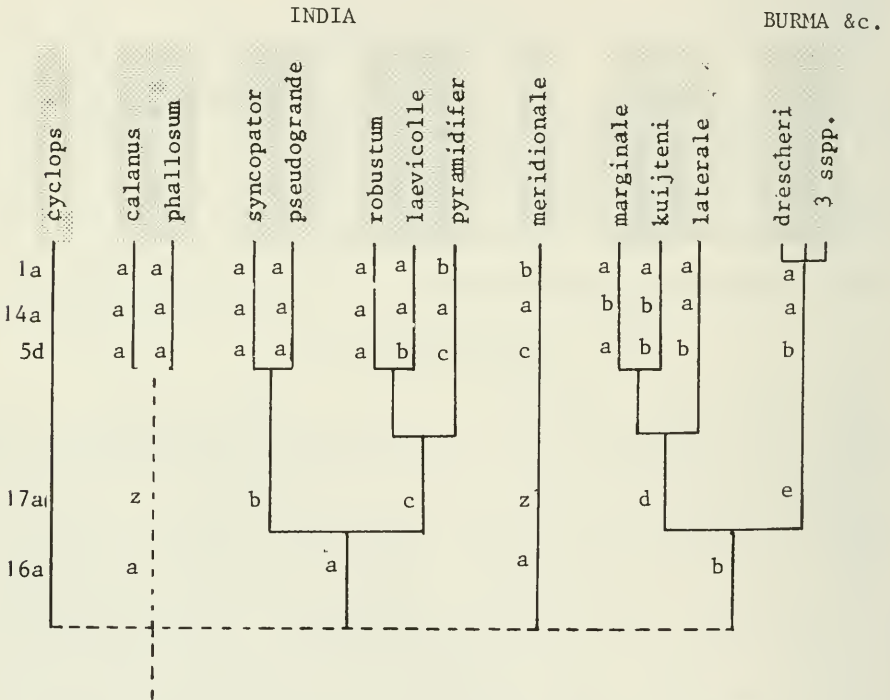 INDIA
BURMA &c.
cyclops
calanus
phallosum
syncopator
pseudogrande
robustum
laevicolle
pyramidifer
meridionale
marginale
kuijteni
laterale
drescheri
3 sspp.
1a a a a a a a b b a a a a
14a a a a a a a a a b b a a
5d a a a a a b c c a b b b
17a z b c z d e
16a a a a b